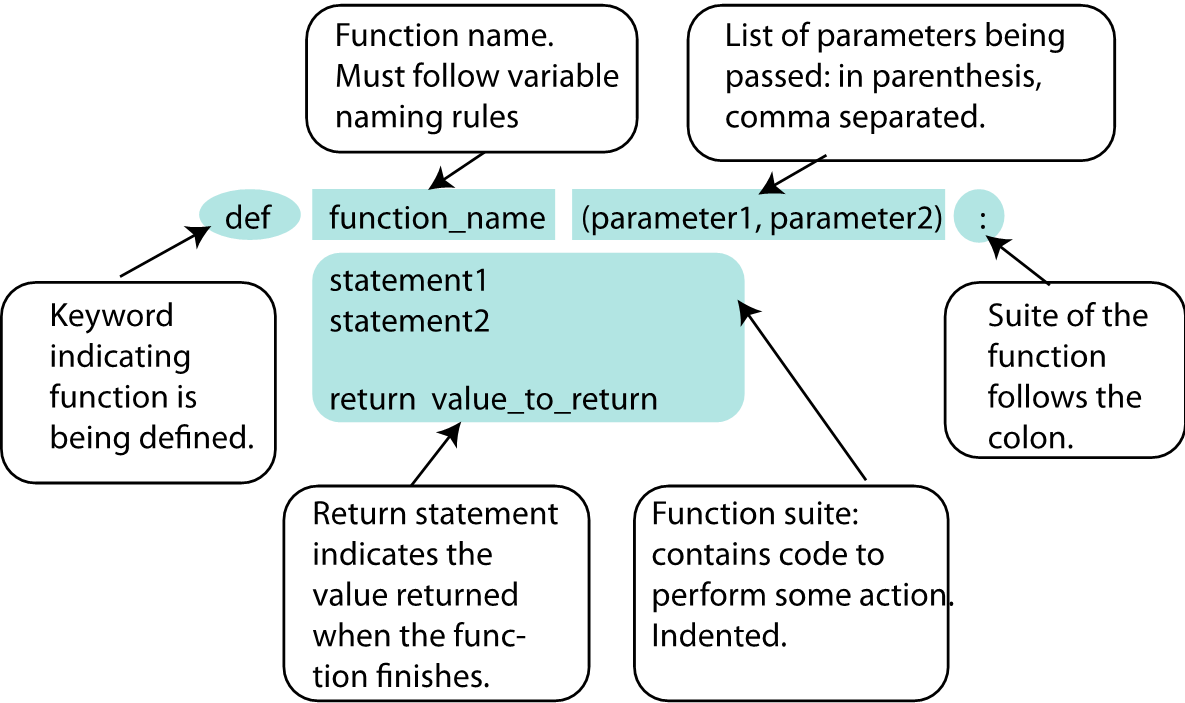 Function name.
Must follow variable
naming rules
List of parameters being
passed: in parenthesis,
comma separated.
def function_name (parameter1, parameter2) :
statement1
statement2
return value_to_return
Keyword
indicating
function is
being defined.
Suite of the
function
follows the
colon.
Return statement
indicates the
value returned
when the func-
tion finishes.
Function suite:
contains code to
perform some action.
Indented.